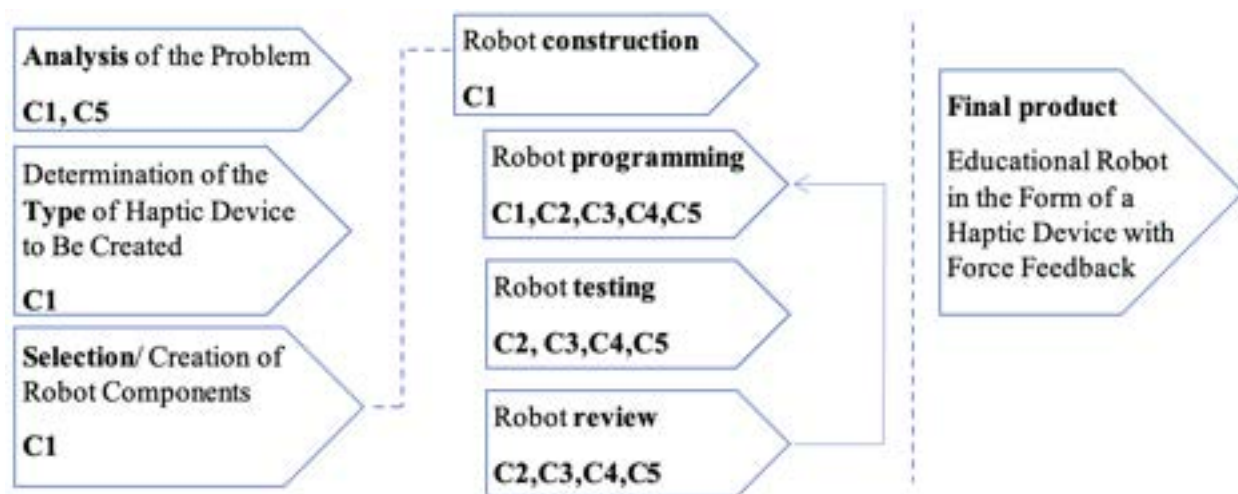 Analysis of the Problem
C1, C5
Determination of the
Type of Haptic Device
to Be Created
C1
Selection/ Creation of
Robot Components
C1
Robot construction
C1
Robot programming
C1,C2,C3,C4,C5
Robot testing
C2, C3,C4,C5
Robot review
C2,C3,C4,C5
Final product
Educational Robot
in the Form of a
Haptic Device with
Force Feedback